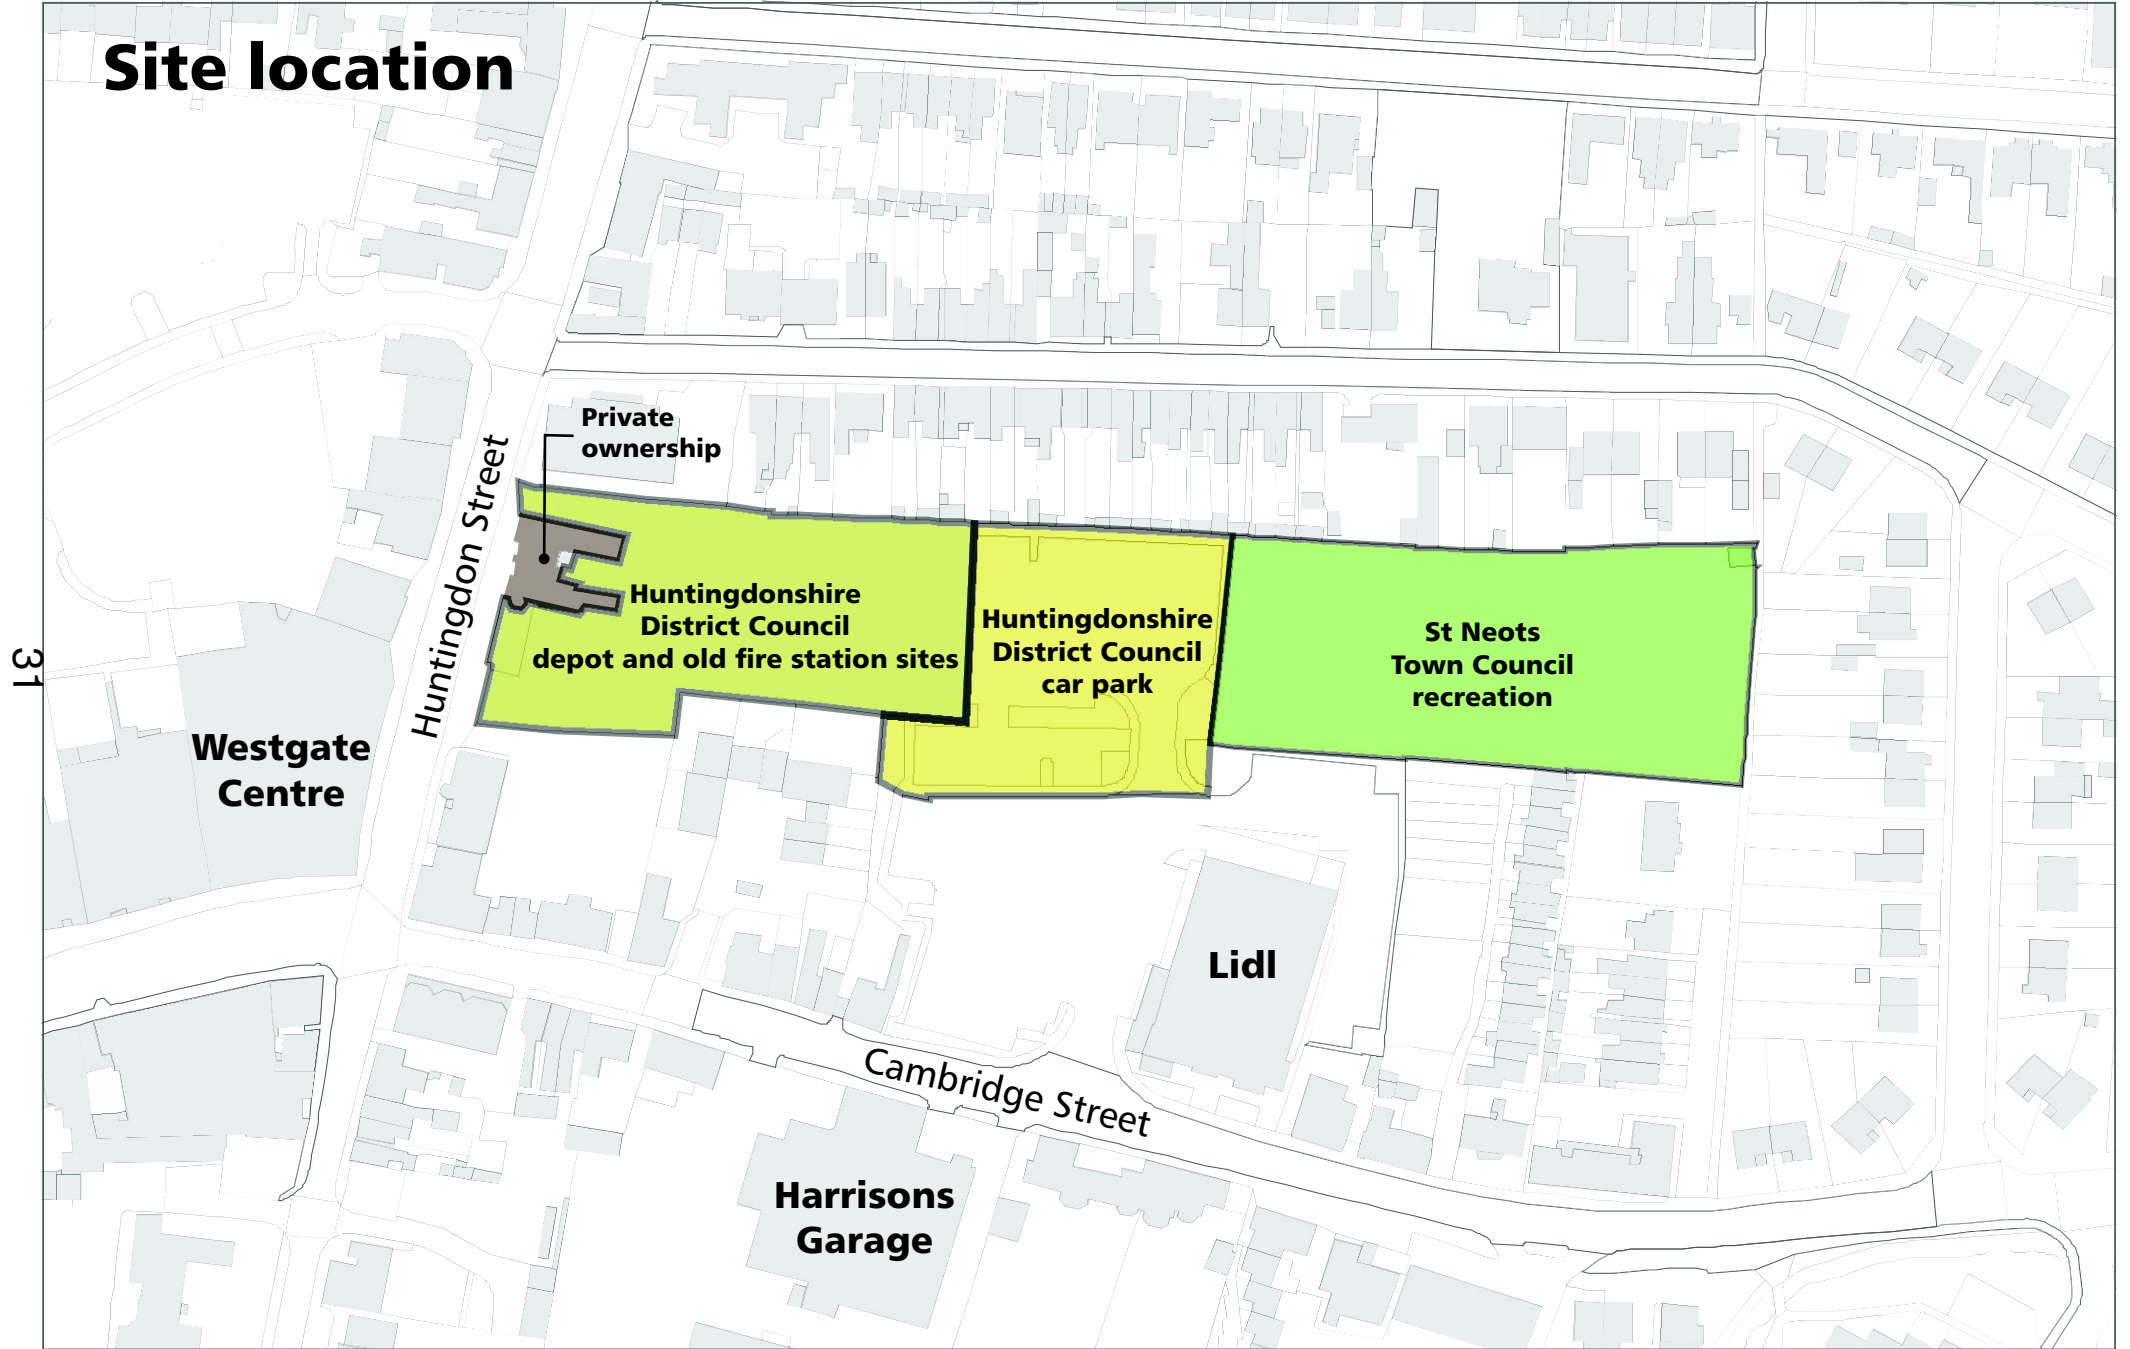 Site location
Private
ownership
Huntingdon Street
Huntingdonshire
District Council
depot and old fire station sites
Huntingdonshire
District Council
car park
St Neots
Town Council
recreation
31
Westgate
Centre
Lidl
Cambridge Street
Harrisons
Garage